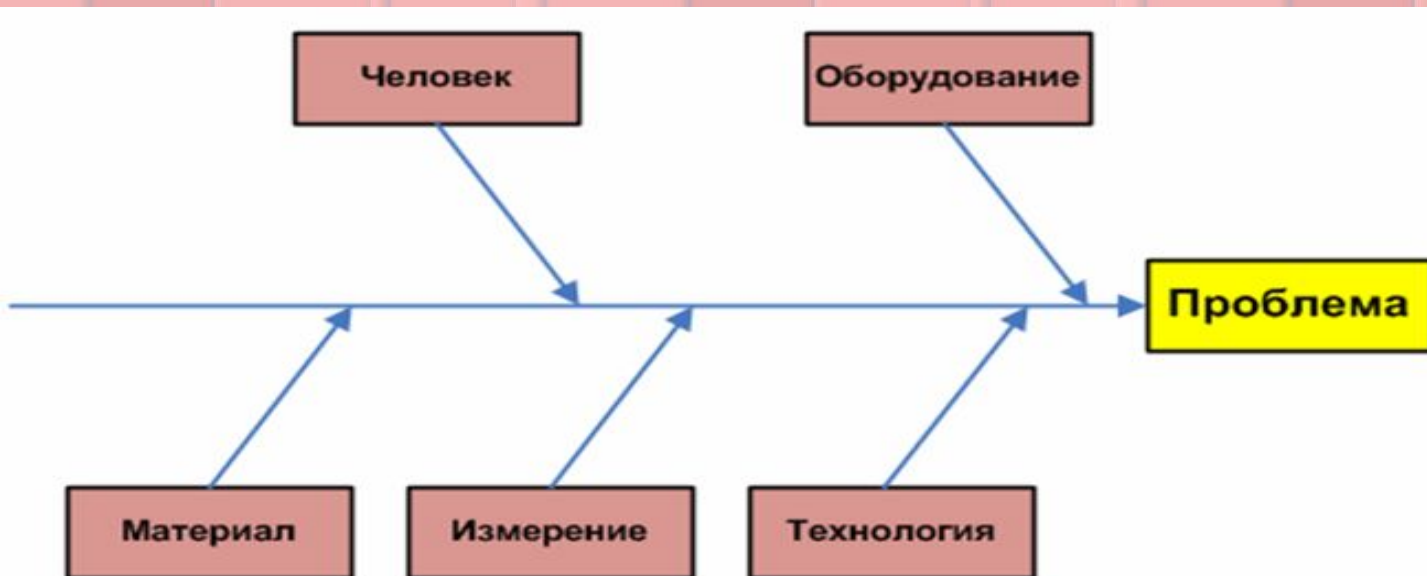 Человек
Оборудование
Проблема
Материал
Измерение
Технология